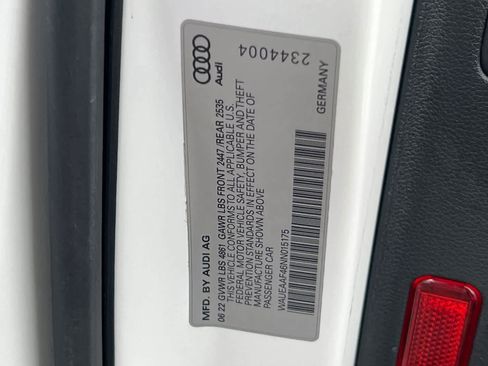 MFD. BY AUDI AG
06 22 GVWR LBS 4861 GAWR LBS FRONT 2447/REAR 2535
THIS VEHICLE CONFORMS TO ALL APPLICABLE U.S.
FEDERAL MOTOR VEHICLE SAFETY, BUMPER AND THEFT
PREVENTION STANDARDS IN EFFECT ON THE DATE OF
MANUFACTURE SHOWN ABOVE
PASSENGER CAR
WAUEAAF46NN015175
Audi
2344004
GERMANY